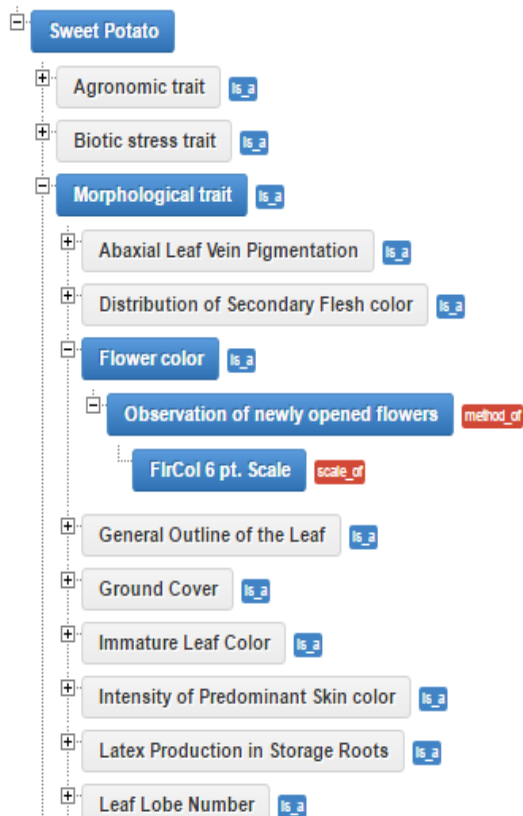 Sweet Potato
Agronomic trait Is_a
Biotic stress trait Is_a
Morphological trait Is_a
Abaxial Leaf Vein Pigmentation Is_a
Distribution of Secondary Flesh color Is_a
Flower color Is_a
Observation of newly opened flowers method_of
FlrCol 6 pt. Scale scale_of
General Outline of the Leaf Is_a
Ground Cover Is_a
Immature Leaf Color Is_a
Intensity of Predominant Skin color Is_a
Latex Production in Storage Roots Is_a
Leaf Lobe Number Is_a